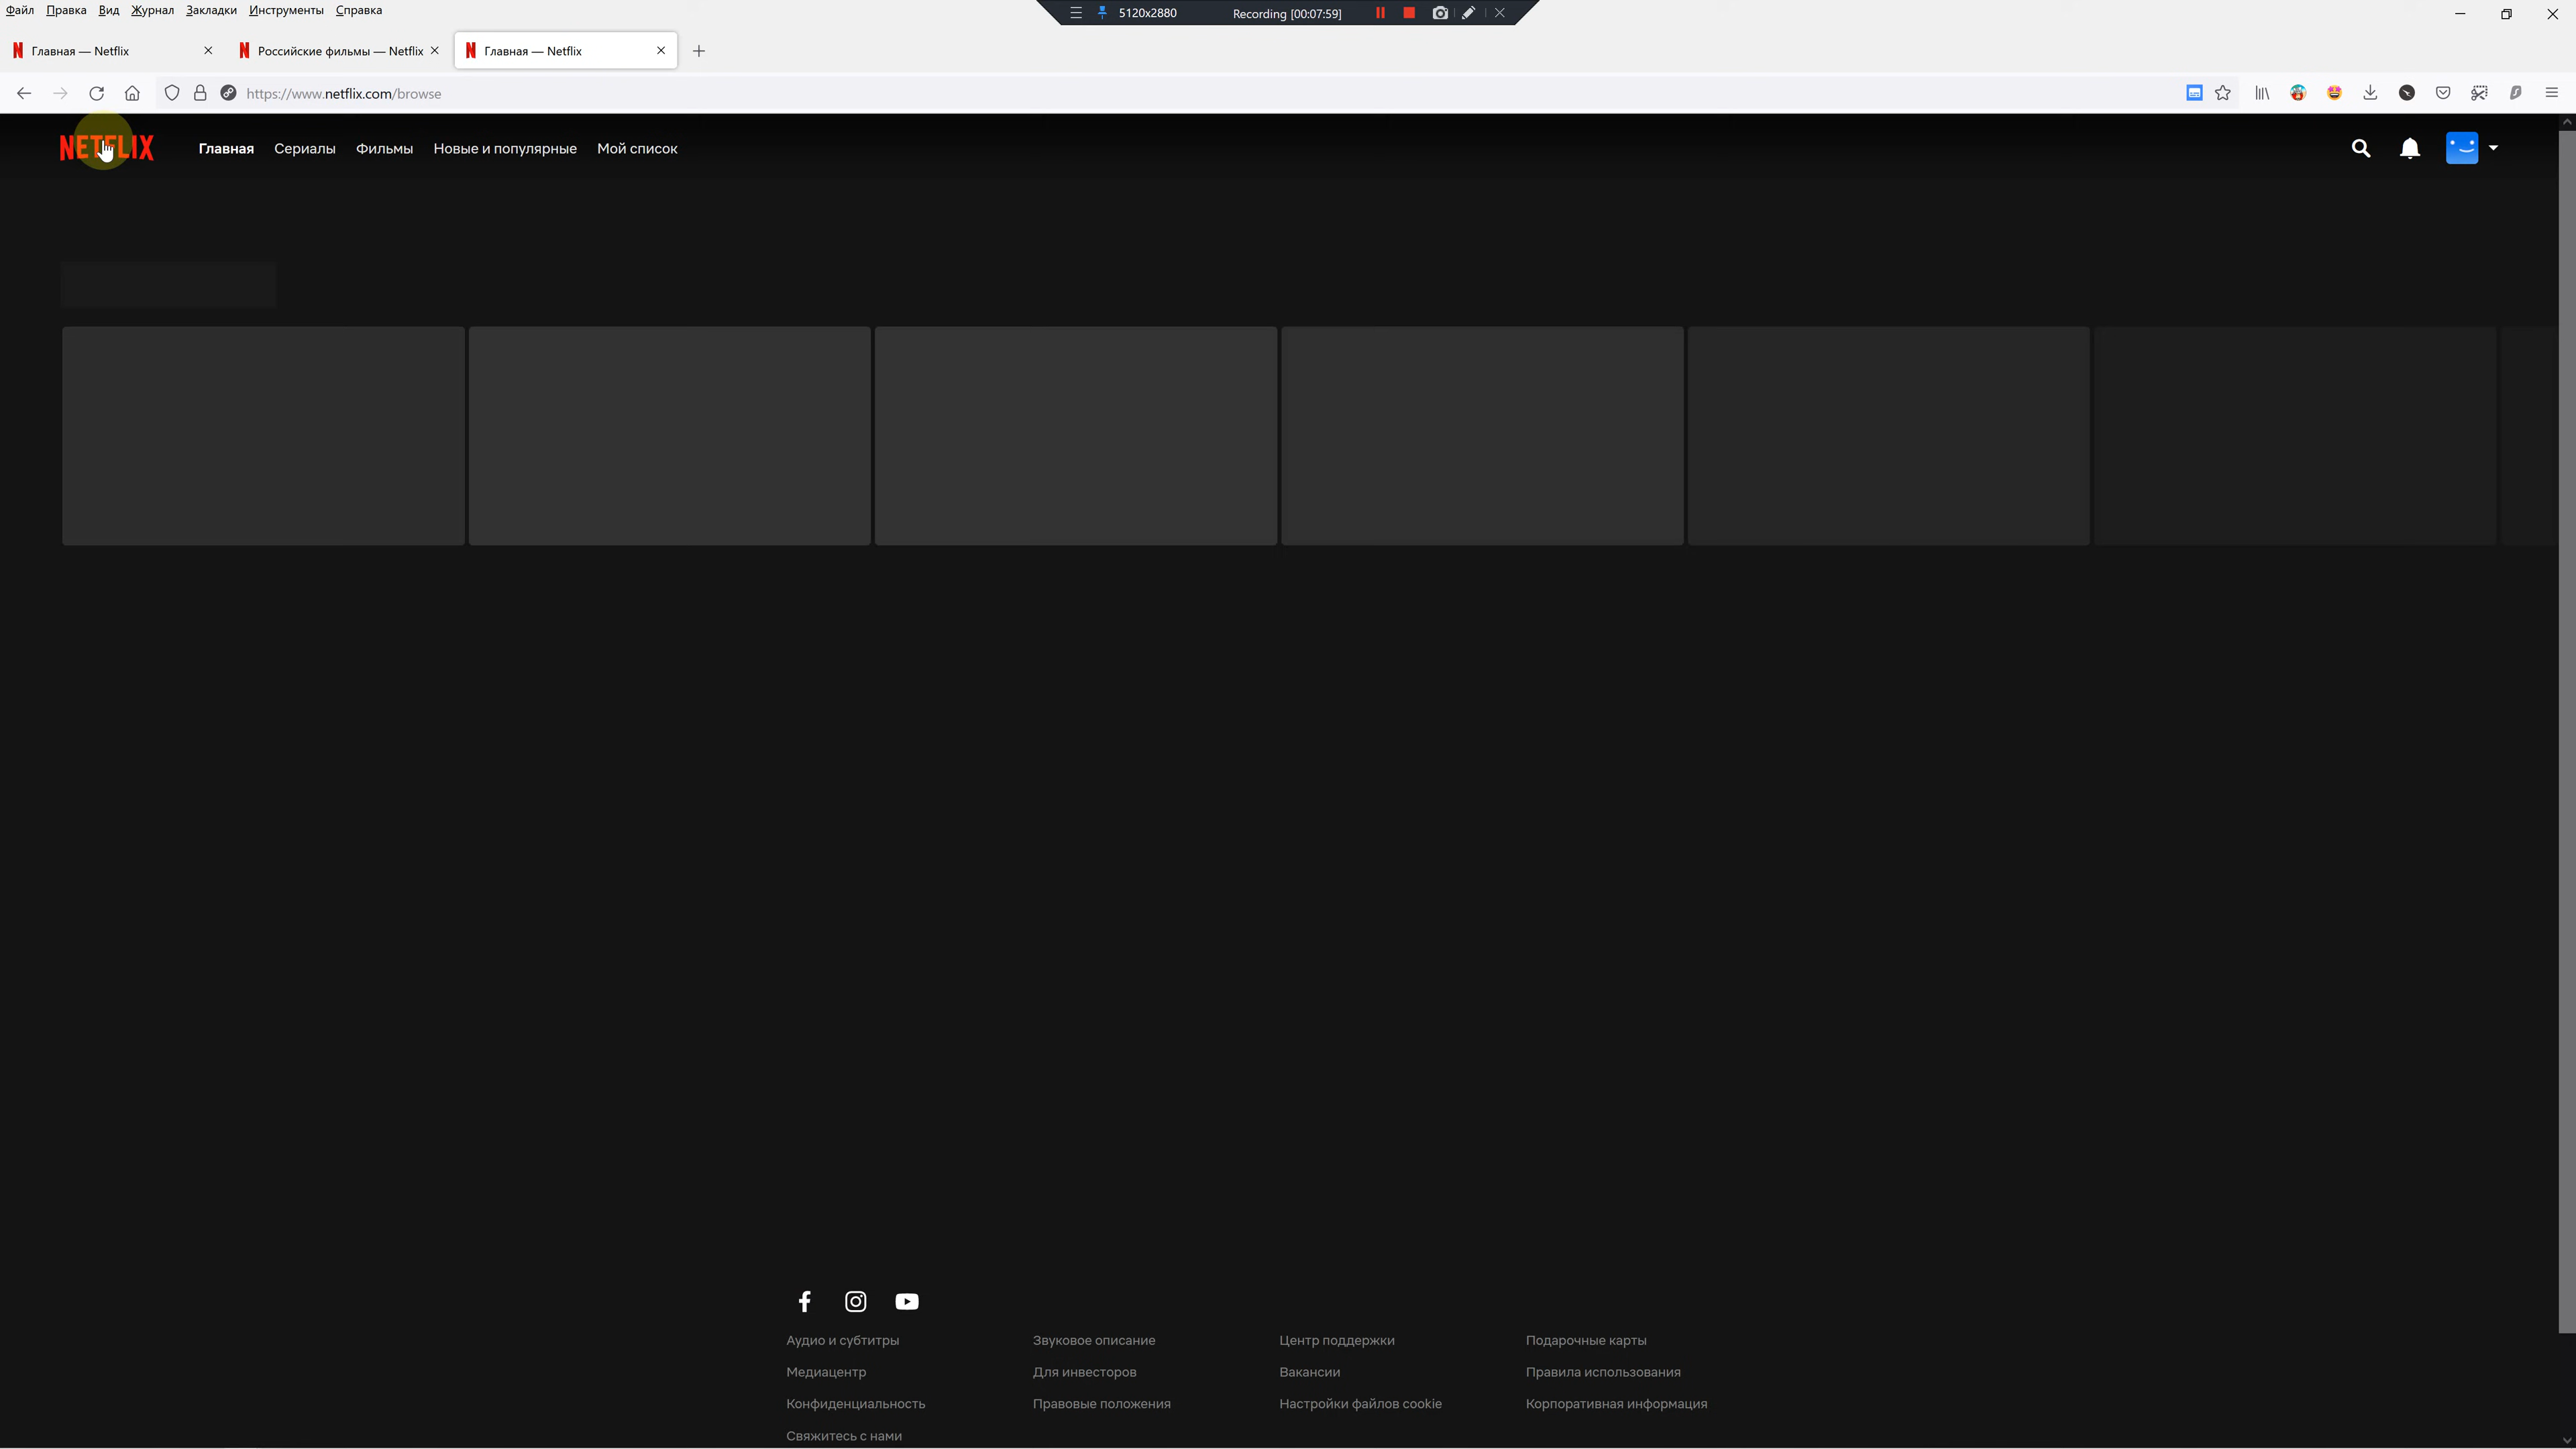 Файл Правка Вид Журнал Закладки Инструменты Справка
5120x2880 Recording [00:07:59]
Главная — Netflix
Российские фильмы — Netflix
Главная — Netflix
https://www.netflix.com/browse
NETFLIX Главная Сериалы Фильмы Новые и популярные Мой список
Аудио и субтитры Звуковое описание Центр поддержки Подарочные карты
Медиацентр Для инвесторов Вакансии Правила использования
Конфиденциальность Правовые положения Настройки файлов cookie Корпоративная информация
Свяжитесь с нами